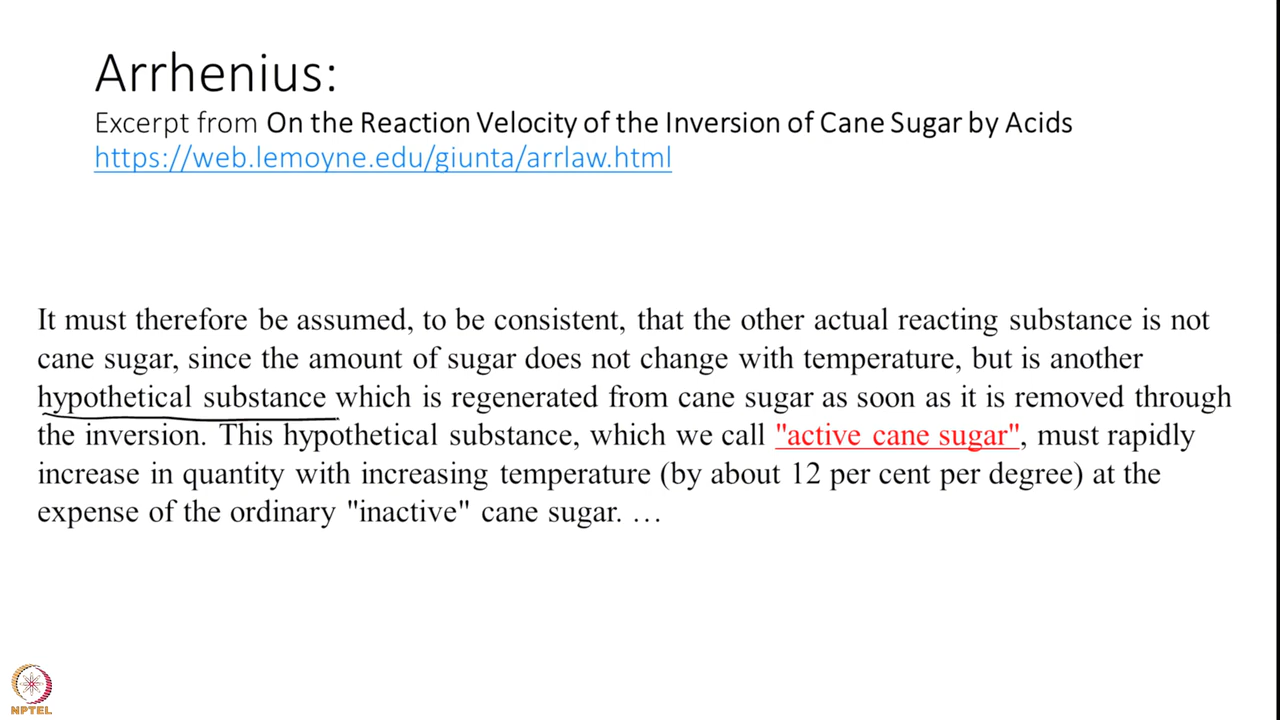 Arrhenius:
Excerpt from On the Reaction Velocity of the Inversion of Cane Sugar by Acids
https://web.lemoyne.edu/giunta/arrlaw.html
It must therefore be assumed, to be consistent, that the other actual reacting substance is not
cane sugar, since the amount of sugar does not change with temperature, but is another
hypothetical substance which is regenerated from cane sugar as soon as it is removed through
the inversion. This hypothetical substance, which we call "active cane sugar", must rapidly
increase in quantity with increasing temperature (by about 12 per cent per degree) at the
expense of the ordinary "inactive" cane sugar. …
NPTEL